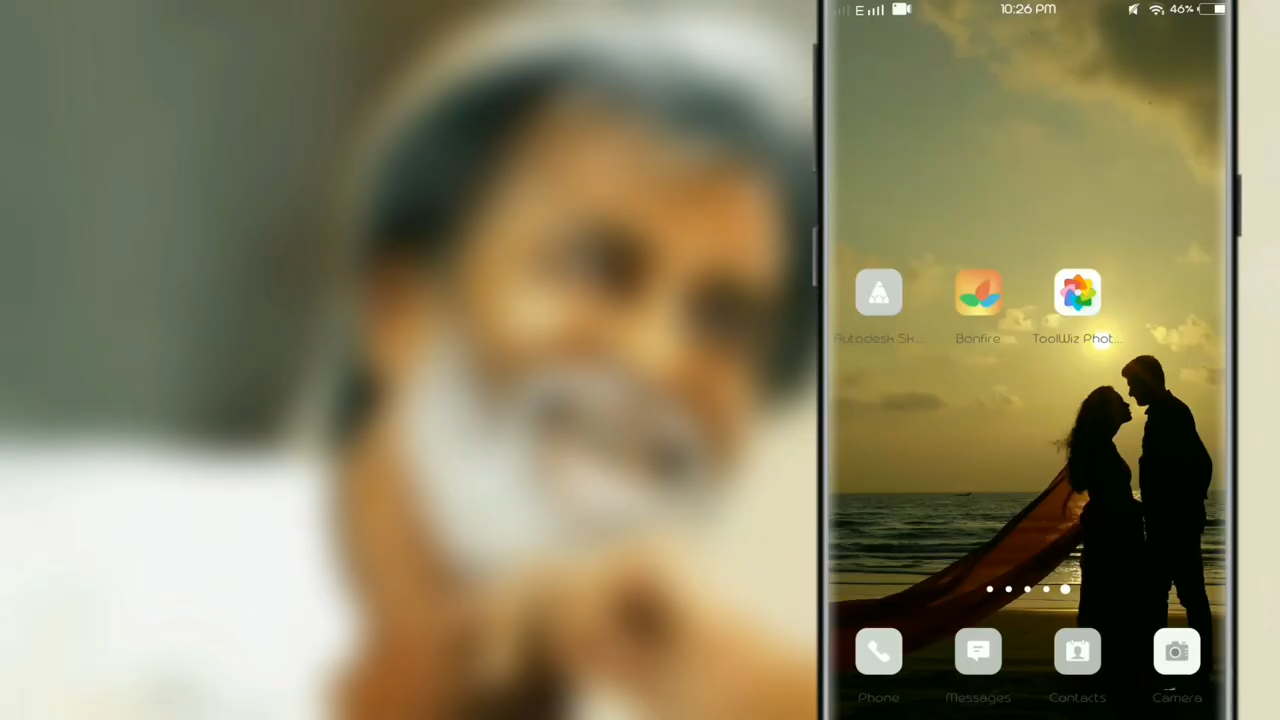 E 10:26 PM 46%
Autodesk Sk... Bonfire ToolWiz Phot...
Phone Messages Contacts Camera